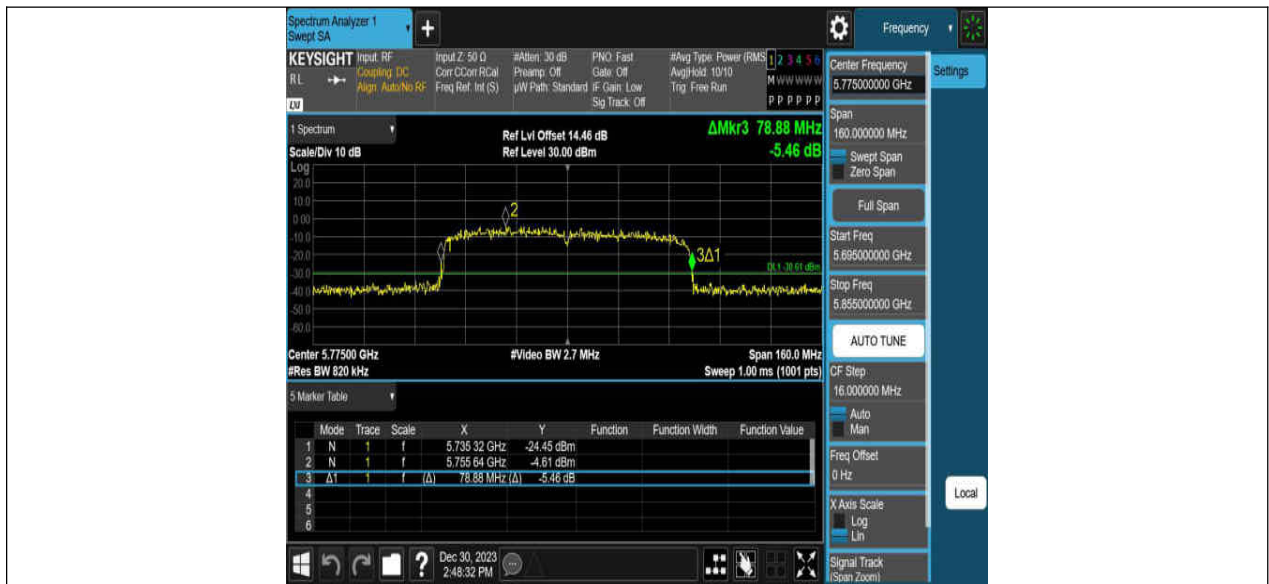 Spectrum Analyzer 1
Swept SA
+
Frequency
KEYSIGHT
RL
LXI
Input: RF
Coupling: DC
Align: Auto/No RF
Input Z: 50 Ω
Corr CCorr RCal
Freq Ref: Int (S)
#Atten: 30 dB
Preamp: Off
µW Path: Standard
PNO: Fast
Gate: Off
IF Gain: Low
Sig Track: Off
#Avg Type: Power (RMS
Avg|Hold: 10/10
Trig: Free Run
1 2 3 4 5 6
M W W W W W
P P P P P P
1 Spectrum
Scale/Div 10 dB
Ref Lvl Offset 14.46 dB
Ref Level 30.00 dBm
ΔMkr3 78.88 MHz
-5.46 dB
Log
20.0
10.0
0.00
-10.0
-20.0
-30.0
-40.0
-50.0
-60.0
2
3Δ1
DL1 -30.61 dBm
Center 5.77500 GHz
#Res BW 820 kHz
#Video BW 2.7 MHz
Span 160.0 MHz
Sweep 1.00 ms (1001 pts)
5 Marker Table
Mode Trace Scale X Y Function Function Width Function Value
1 N 1 f 5.735 32 GHz -24.45 dBm
2 N 1 f 5.755 64 GHz -4.61 dBm
3 Δ1 1 f (Δ) 78.88 MHz (Δ) -5.46 dB
4
5
6
Dec 30, 2023
2:48:32 PM
Center Frequency
5.775000000 GHz
Settings
Span
160.000000 MHz
Swept Span
Zero Span
Full Span
Start Freq
5.695000000 GHz
Stop Freq
5.855000000 GHz
AUTO TUNE
CF Step
16.000000 MHz
Auto
Man
Freq Offset
0 Hz
X Axis Scale
Log
Lin
Local
Signal Track
(Span Zoom)